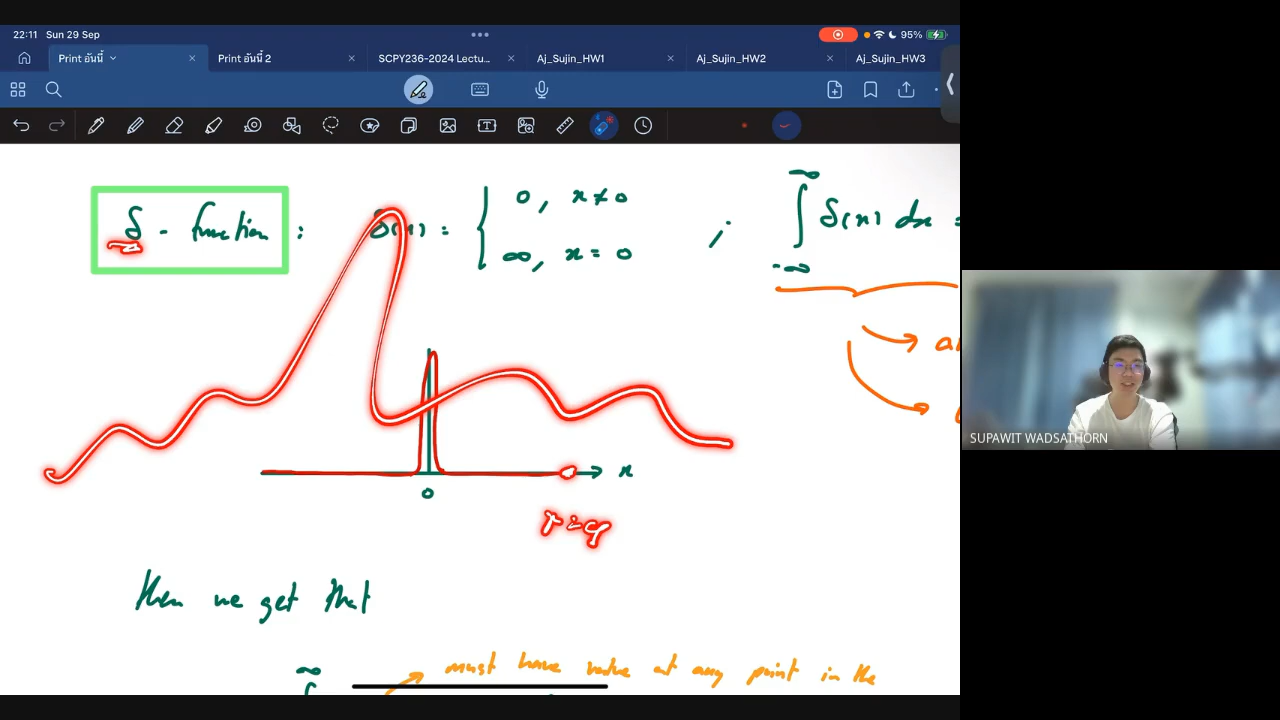 22:11 Sun 29 Sep
95%
Print อันนี้
Print อันนี้ 2
SCPY236-2024 Lectu...
Aj_Sujin_HW1
Aj_Sujin_HW2
Aj_Sujin_HW3
δ - function : δ(x) = { 0, x ≠ 0 ; ∫ δ(x) dx =
∞, x = 0
∞
-∞
x
0
then we get that
∞
∫
must have value at any point in the
SUPAWIT WADSATHORN